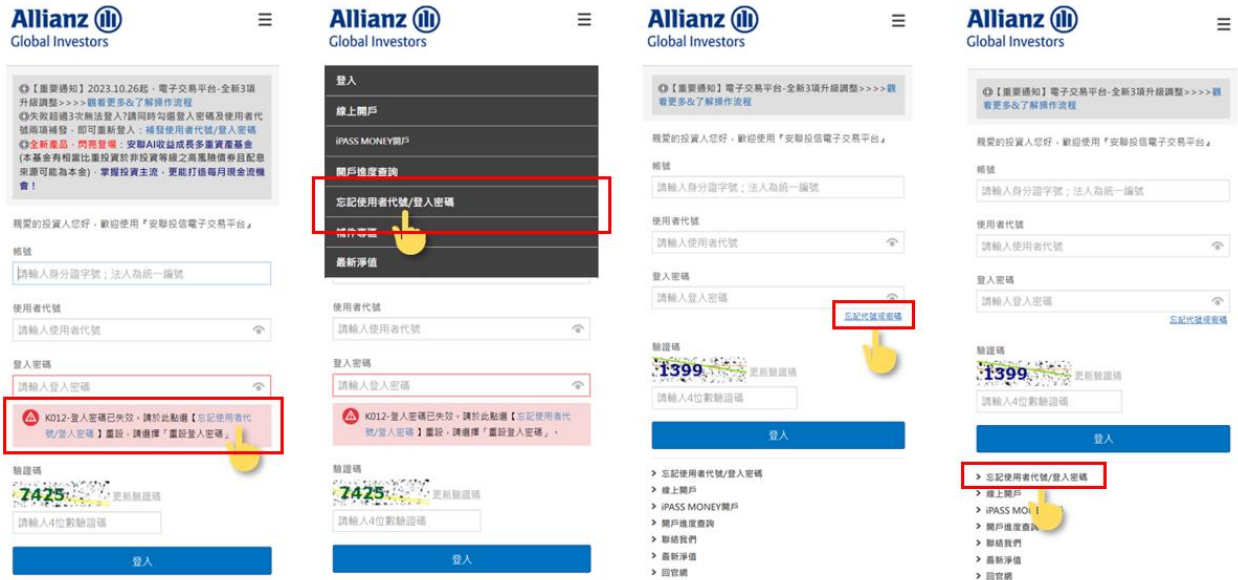 Allianz
Global Investors
◎【重要通知】2023.10.26起，電子交易平台-全新3項
升級調整>>>>觀看更多&了解操作流程
◎失敗超過3次無法登入?請同時勾選登入密碼及使用者代
號兩項補發，即可重新登入：補發使用者代號/登入密碼
◎全新產品，閃亮登場：安聯AI收益成長多重資產基金
(本基金有相當比重投資於非投資等級之高風險債券且配息
來源可能為本金)，掌握投資主流，更能打造每月現金流機
會！
親愛的投資人您好，歡迎使用『安聯投信電子交易平台』
帳號
請輸入身分證字號；法人為統一編號
使用者代號
請輸入使用者代號
登入密碼
請輸入登入密碼
K012-登入密碼已失效。請於此點選【忘記使用者代
號/登入密碼】重設，請選擇「重設登入密碼」
驗證碼
7425
更新驗證碼
請輸入4位數驗證碼
登入
Allianz
Global Investors
登入
線上開戶
iPASS MONEY開戶
開戶進度查詢
忘記使用者代號/登入密碼
補件專區
最新淨值
使用者代號
請輸入使用者代號
登入密碼
請輸入登入密碼
K012-登入密碼已失效。請於此點選【忘記使用者代
號/登入密碼】重設，請選擇「重設登入密碼」。
驗證碼
7425
更新驗證碼
請輸入4位數驗證碼
登入
Allianz
Global Investors
◎【重要通知】電子交易平台-全新3項升級調整>>>>觀
看更多&了解操作流程
親愛的投資人您好，歡迎使用『安聯投信電子交易平台』
帳號
請輸入身分證字號；法人為統一編號
使用者代號
請輸入使用者代號
登入密碼
請輸入登入密碼
忘記代號或密碼
驗證碼
1399
更新驗證碼
請輸入4位數驗證碼
登入
> 忘記使用者代號/登入密碼
> 線上開戶
> iPASS MONEY開戶
> 開戶進度查詢
> 聯絡我們
> 最新淨值
> 回官網
Allianz
Global Investors
◎【重要通知】電子交易平台-全新3項升級調整>>>>觀
看更多&了解操作流程
親愛的投資人您好，歡迎使用『安聯投信電子交易平台』
帳號
請輸入身分證字號；法人為統一編號
使用者代號
請輸入使用者代號
登入密碼
請輸入登入密碼
忘記代號或密碼
驗證碼
1399
更新驗證碼
請輸入4位數驗證碼
登入
> 忘記使用者代號/登入密碼
> 線上開戶
> iPASS
> 開戶進度查詢
> 聯絡我們
> 最新淨值
> 回官網